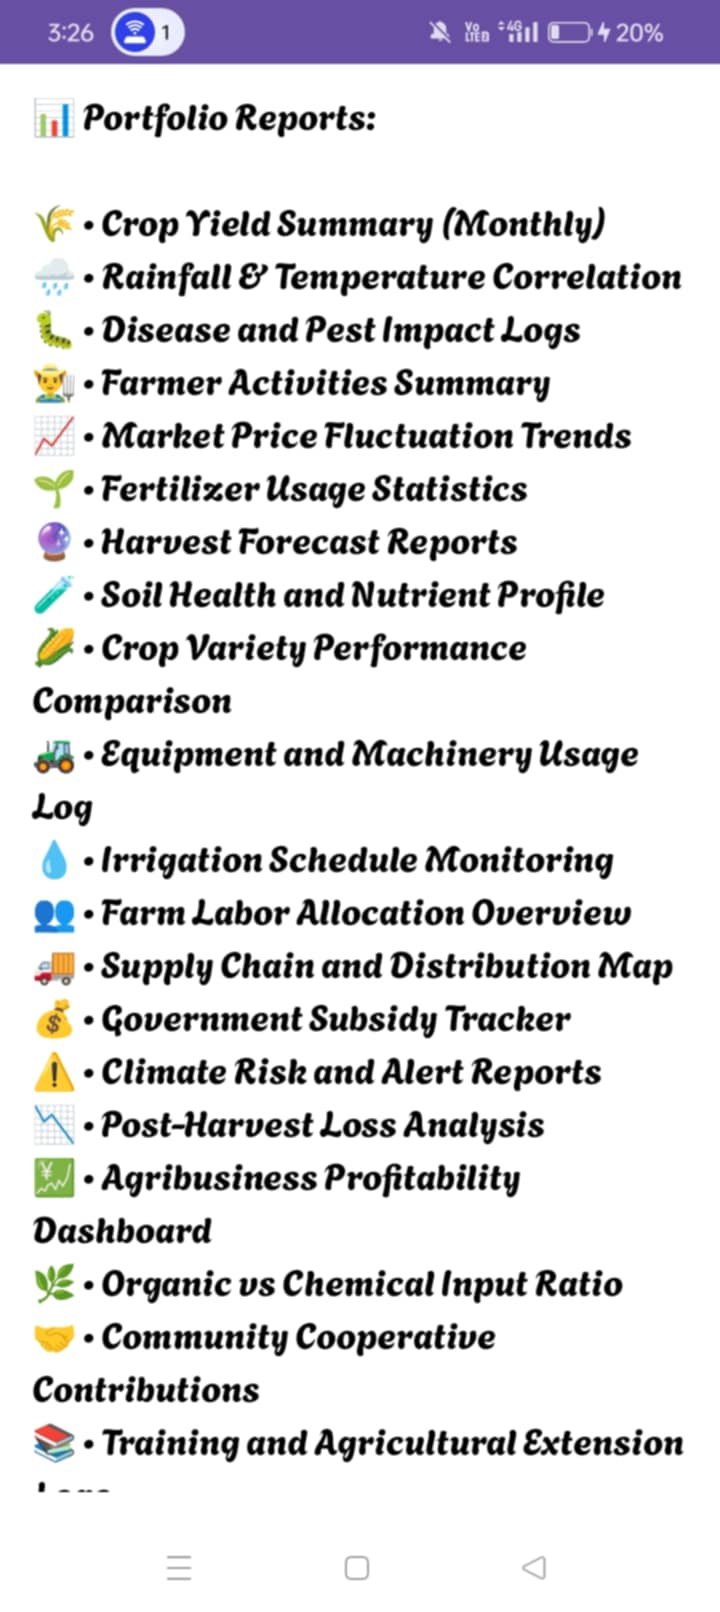 3:26 1 Vo LTE 4G 20%
📊 Portfolio Reports:
🌾 • Crop Yield Summary (Monthly)
🌧️ • Rainfall & Temperature Correlation
🐛 • Disease and Pest Impact Logs
👨‍🌾 • Farmer Activities Summary
📈 • Market Price Fluctuation Trends
🌱 • Fertilizer Usage Statistics
🔮 • Harvest Forecast Reports
🧪 • Soil Health and Nutrient Profile
🌽 • Crop Variety Performance
Comparison
🚜 • Equipment and Machinery Usage
Log
💧 • Irrigation Schedule Monitoring
👥 • Farm Labor Allocation Overview
🚚 • Supply Chain and Distribution Map
💰 • Government Subsidy Tracker
⚠️ • Climate Risk and Alert Reports
📉 • Post-Harvest Loss Analysis
💹 • Agribusiness Profitability
Dashboard
🌿 • Organic vs Chemical Input Ratio
🤝 • Community Cooperative
Contributions
📚 • Training and Agricultural Extension